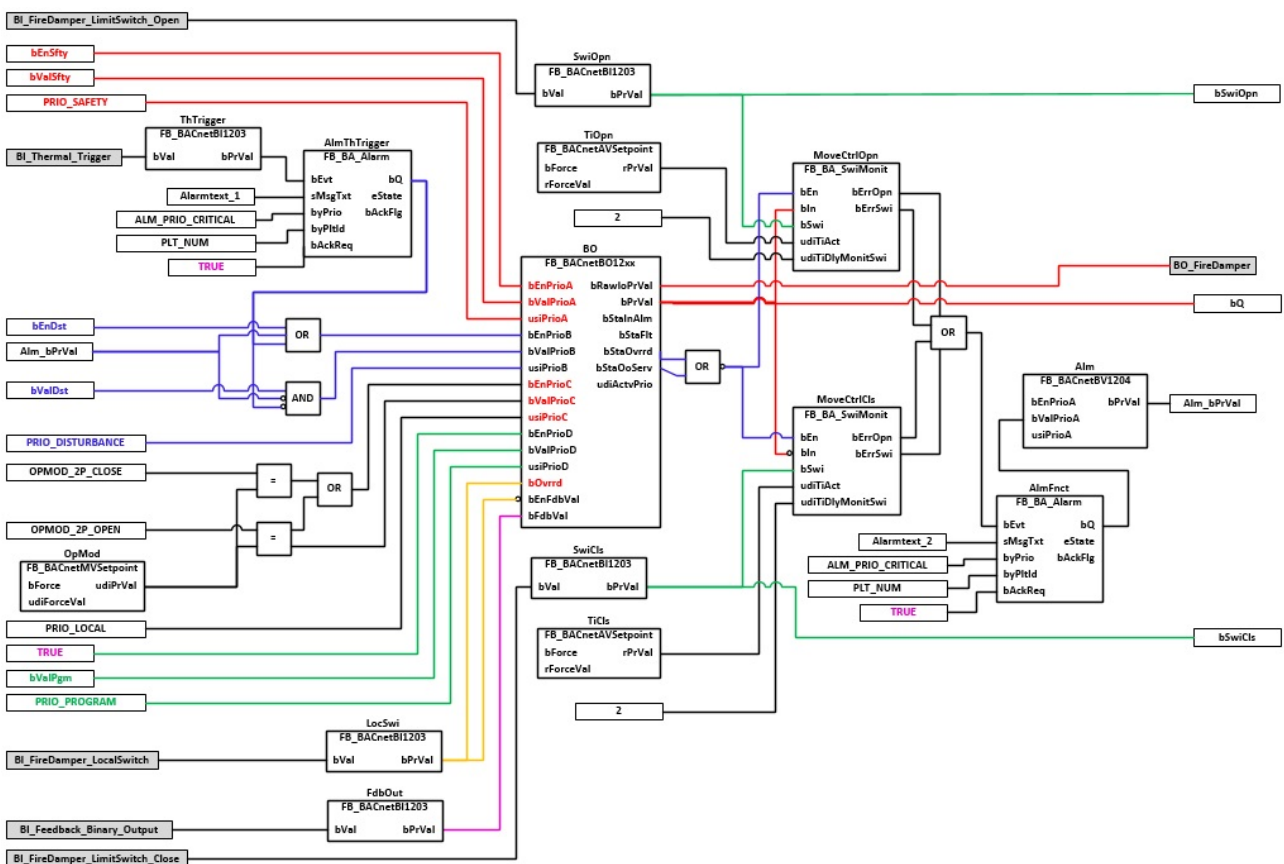 BI_FireDamper_LimitSwitch_Open
bEnSfty
bValSfty
PRIO_SAFETY
ThTrigger
FB_BACnetBI1203
bVal bPrVal
BI_Thermal_Trigger
AlmThTrigger
FB_BA_Alarm
bEvt bQ
sMsgTxt eState
byPrio bAckFlg
byPltId
bAckReq
Alarmtext_1
ALM_PRIO_CRITICAL
PLT_NUM
TRUE
bEnDst
Alm_bPrVal
bValDst
OR
AND
PRIO_DISTURBANCE
OPMOD_2P_CLOSE
=
OR
OPMOD_2P_OPEN
=
OpMod
FB_BACnetMVSetpoint
bForce udiPrVal
udiForceVal
PRIO_LOCAL
TRUE
bValPgm
PRIO_PROGRAM
LocSwi
FB_BACnetBI1203
bVal bPrVal
BI_FireDamper_LocalSwitch
FdbOut
FB_BACnetBI1203
bVal bPrVal
BI_Feedback_Binary_Output
BI_FireDamper_LimitSwitch_Close
SwiOpn
FB_BACnetBI1203
bVal bPrVal
TiOpn
FB_BACnetAVSetpoint
bForce rPrVal
rForceVal
2
BO
FB_BACnetBO12xx
bEnPrioA bRawIoPrVal
bValPrioA bPrVal
usiPrioA bStaInAlm
bEnPrioB bStaFlt
bValPrioB bStaOvrrd
usiPrioB bStaOoServ
bEnPrioC udiActvPrio
bValPrioC
usiPrioC
bEnPrioD
bValPrioD
usiPrioD
bOvrrd
bEnFdbVal
bFdbVal
OR
SwiCls
FB_BACnetBI1203
bVal bPrVal
TiCls
FB_BACnetAVSetpoint
bForce rPrVal
rForceVal
2
MoveCtrlOpn
FB_BA_SwiMonit
bEn bErrOpn
bIn bErrSwi
bSwi
udiTiAct
udiTiDlyMonitSwi
MoveCtrlCls
FB_BA_SwiMonit
bEn bErrOpn
bIn bErrSwi
bSwi
udiTiAct
udiTiDlyMonitSwi
OR
Alm
FB_BACnetBV1204
bEnPrioA bPrVal
bValPrioA
usiPrioA
Alm_bPrVal
AlmFnct
FB_BA_Alarm
bEvt bQ
sMsgTxt eState
byPrio bAckFlg
byPltId
bAckReq
Alarmtext_2
ALM_PRIO_CRITICAL
PLT_NUM
TRUE
bSwiOpn
BO_FireDamper
bQ
bSwiCls